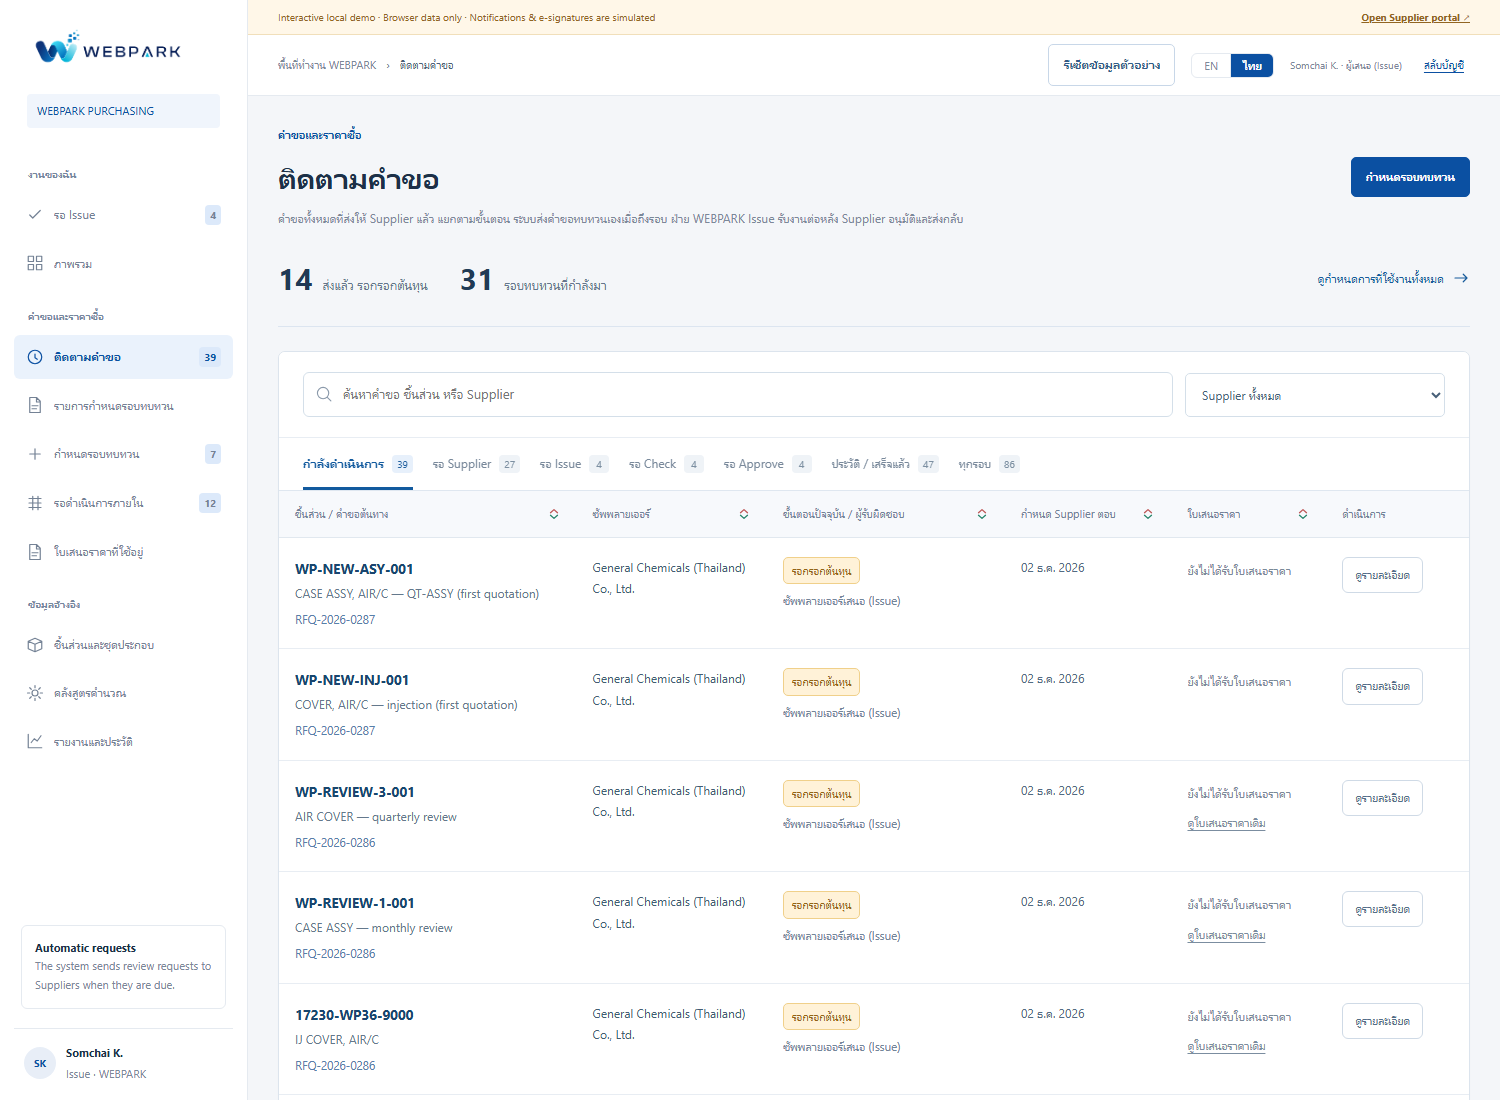 Interactive local demo · Browser data only · Notifications & e-signatures are simulated
Open Supplier portal ↗
WEBPARK
WEBPARK PURCHASING
พื้นที่ทำงาน WEBPARK › ติดตามคำขอ
รีเซ็ตข้อมูลตัวอย่าง
EN ไทย
Somchai K. · ผู้เสนอ (Issue)
สลับบัญชี
งานของฉัน
รอ Issue 4
ภาพรวม
คำขอและราคาซื้อ
ติดตามคำขอ 39
รายการกำหนดรอบทบทวน
กำหนดรอบทบทวน 7
รอดำเนินการภายใน 12
ใบเสนอราคาที่ใช้อยู่
ข้อมูลอ้างอิง
ชิ้นส่วนและชุดประกอบ
คลังสูตรคำนวณ
รายงานและประวัติ
Automatic requests
The system sends review requests to
Suppliers when they are due.
SK
Somchai K.
Issue · WEBPARK
คำขอและราคาซื้อ
ติดตามคำขอ
กำหนดรอบทบทวน
คำขอทั้งหมดที่ส่งให้ Supplier แล้ว แยกตามขั้นตอน ระบบส่งคำขอทบทวนเองเมื่อถึงรอบ ฝ่าย WEBPARK Issue รับงานต่อหลัง Supplier อนุมัติและส่งกลับ
14 ส่งแล้ว รอกรอกต้นทุน
31 รอบทบทวนที่กำลังมา
ดูกำหนดการที่ใช้งานทั้งหมด →
ค้นหาคำขอ ชิ้นส่วน หรือ Supplier
Supplier ทั้งหมด
กำลังดำเนินการ 39
รอ Supplier 27
รอ Issue 4
รอ Check 4
รอ Approve 4
ประวัติ / เสร็จแล้ว 47
ทุกรอบ 86
ชิ้นส่วน / คำขอต้นทาง
ซัพพลายเออร์
ขั้นตอนปัจจุบัน / ผู้รับผิดชอบ
กำหนด Supplier ตอบ
ใบเสนอราคา
ดำเนินการ
WP-NEW-ASY-001
CASE ASSY, AIR/C — QT-ASSY (first quotation)
RFQ-2026-0287
General Chemicals (Thailand)
Co., Ltd.
รอกรอกต้นทุน
ซัพพลายเออร์เสนอ (Issue)
02 ธ.ค. 2026
ยังไม่ได้รับใบเสนอราคา
ดูรายละเอียด
WP-NEW-INJ-001
COVER, AIR/C — injection (first quotation)
RFQ-2026-0287
General Chemicals (Thailand)
Co., Ltd.
รอกรอกต้นทุน
ซัพพลายเออร์เสนอ (Issue)
02 ธ.ค. 2026
ยังไม่ได้รับใบเสนอราคา
ดูรายละเอียด
WP-REVIEW-3-001
AIR COVER — quarterly review
RFQ-2026-0286
General Chemicals (Thailand)
Co., Ltd.
รอกรอกต้นทุน
ซัพพลายเออร์เสนอ (Issue)
02 ธ.ค. 2026
ยังไม่ได้รับใบเสนอราคา
ดูใบเสนอราคาเดิม
ดูรายละเอียด
WP-REVIEW-1-001
CASE ASSY — monthly review
RFQ-2026-0286
General Chemicals (Thailand)
Co., Ltd.
รอกรอกต้นทุน
ซัพพลายเออร์เสนอ (Issue)
02 ธ.ค. 2026
ยังไม่ได้รับใบเสนอราคา
ดูใบเสนอราคาเดิม
ดูรายละเอียด
17230-WP36-9000
IJ COVER, AIR/C
RFQ-2026-0286
General Chemicals (Thailand)
Co., Ltd.
รอกรอกต้นทุน
ซัพพลายเออร์เสนอ (Issue)
02 ธ.ค. 2026
ยังไม่ได้รับใบเสนอราคา
ดูใบเสนอราคาเดิม
ดูรายละเอียด